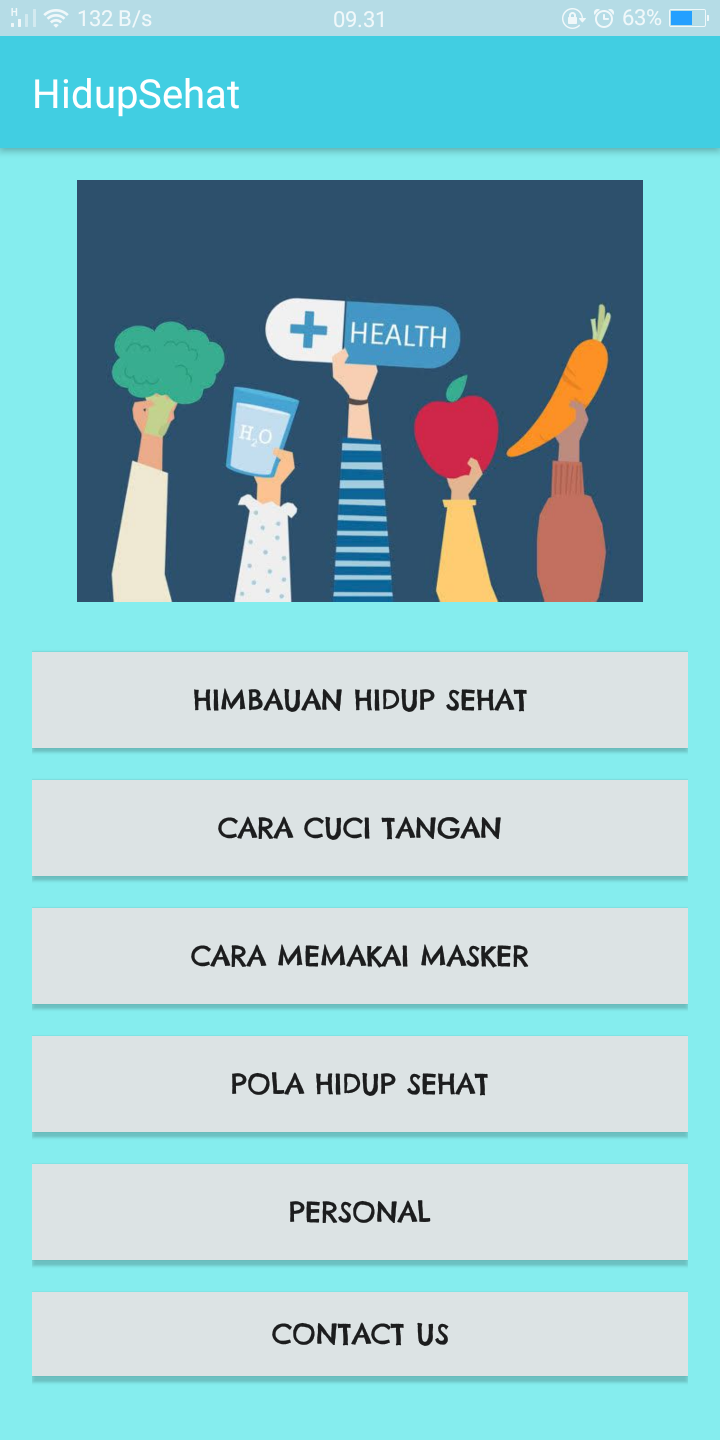 H 132 B/s 09.31 63%
HidupSehat
HEALTH
H₂O
HIMBAUAN HIDUP SEHAT
CARA CUCI TANGAN
CARA MEMAKAI MASKER
POLA HIDUP SEHAT
PERSONAL
CONTACT US